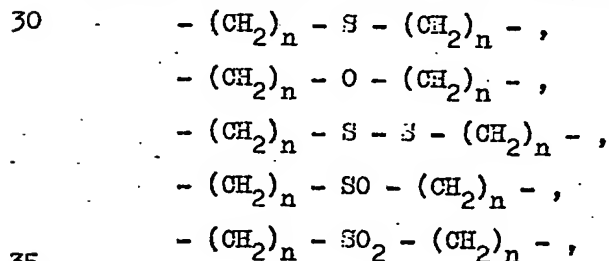 30 - (CH2)n - S - (CH2)n - ,
- (CH2)n - O - (CH2)n - ,
- (CH2)n - S - S - (CH2)n - ,
- (CH2)n - SO - (CH2)n - ,
- (CH2)n - SO2 - (CH2)n - ,
35